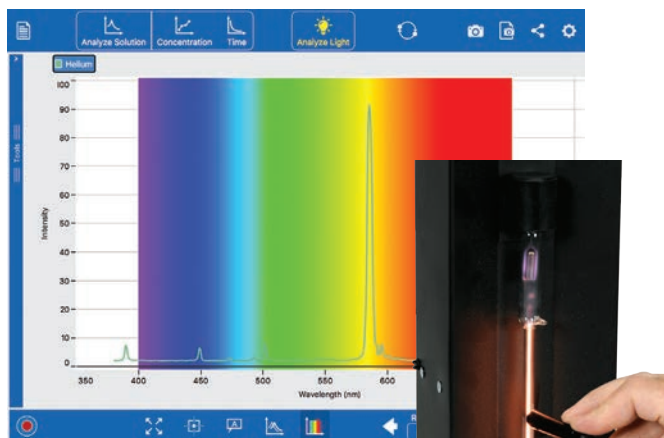 Analyze Solution Concentration Time Analyze Light
Helium
Tools
Intensity
100
90
80
70
60
50
40
30
20
10
0
350 400 450 500 550 600
Wavelength (nm)
A
R